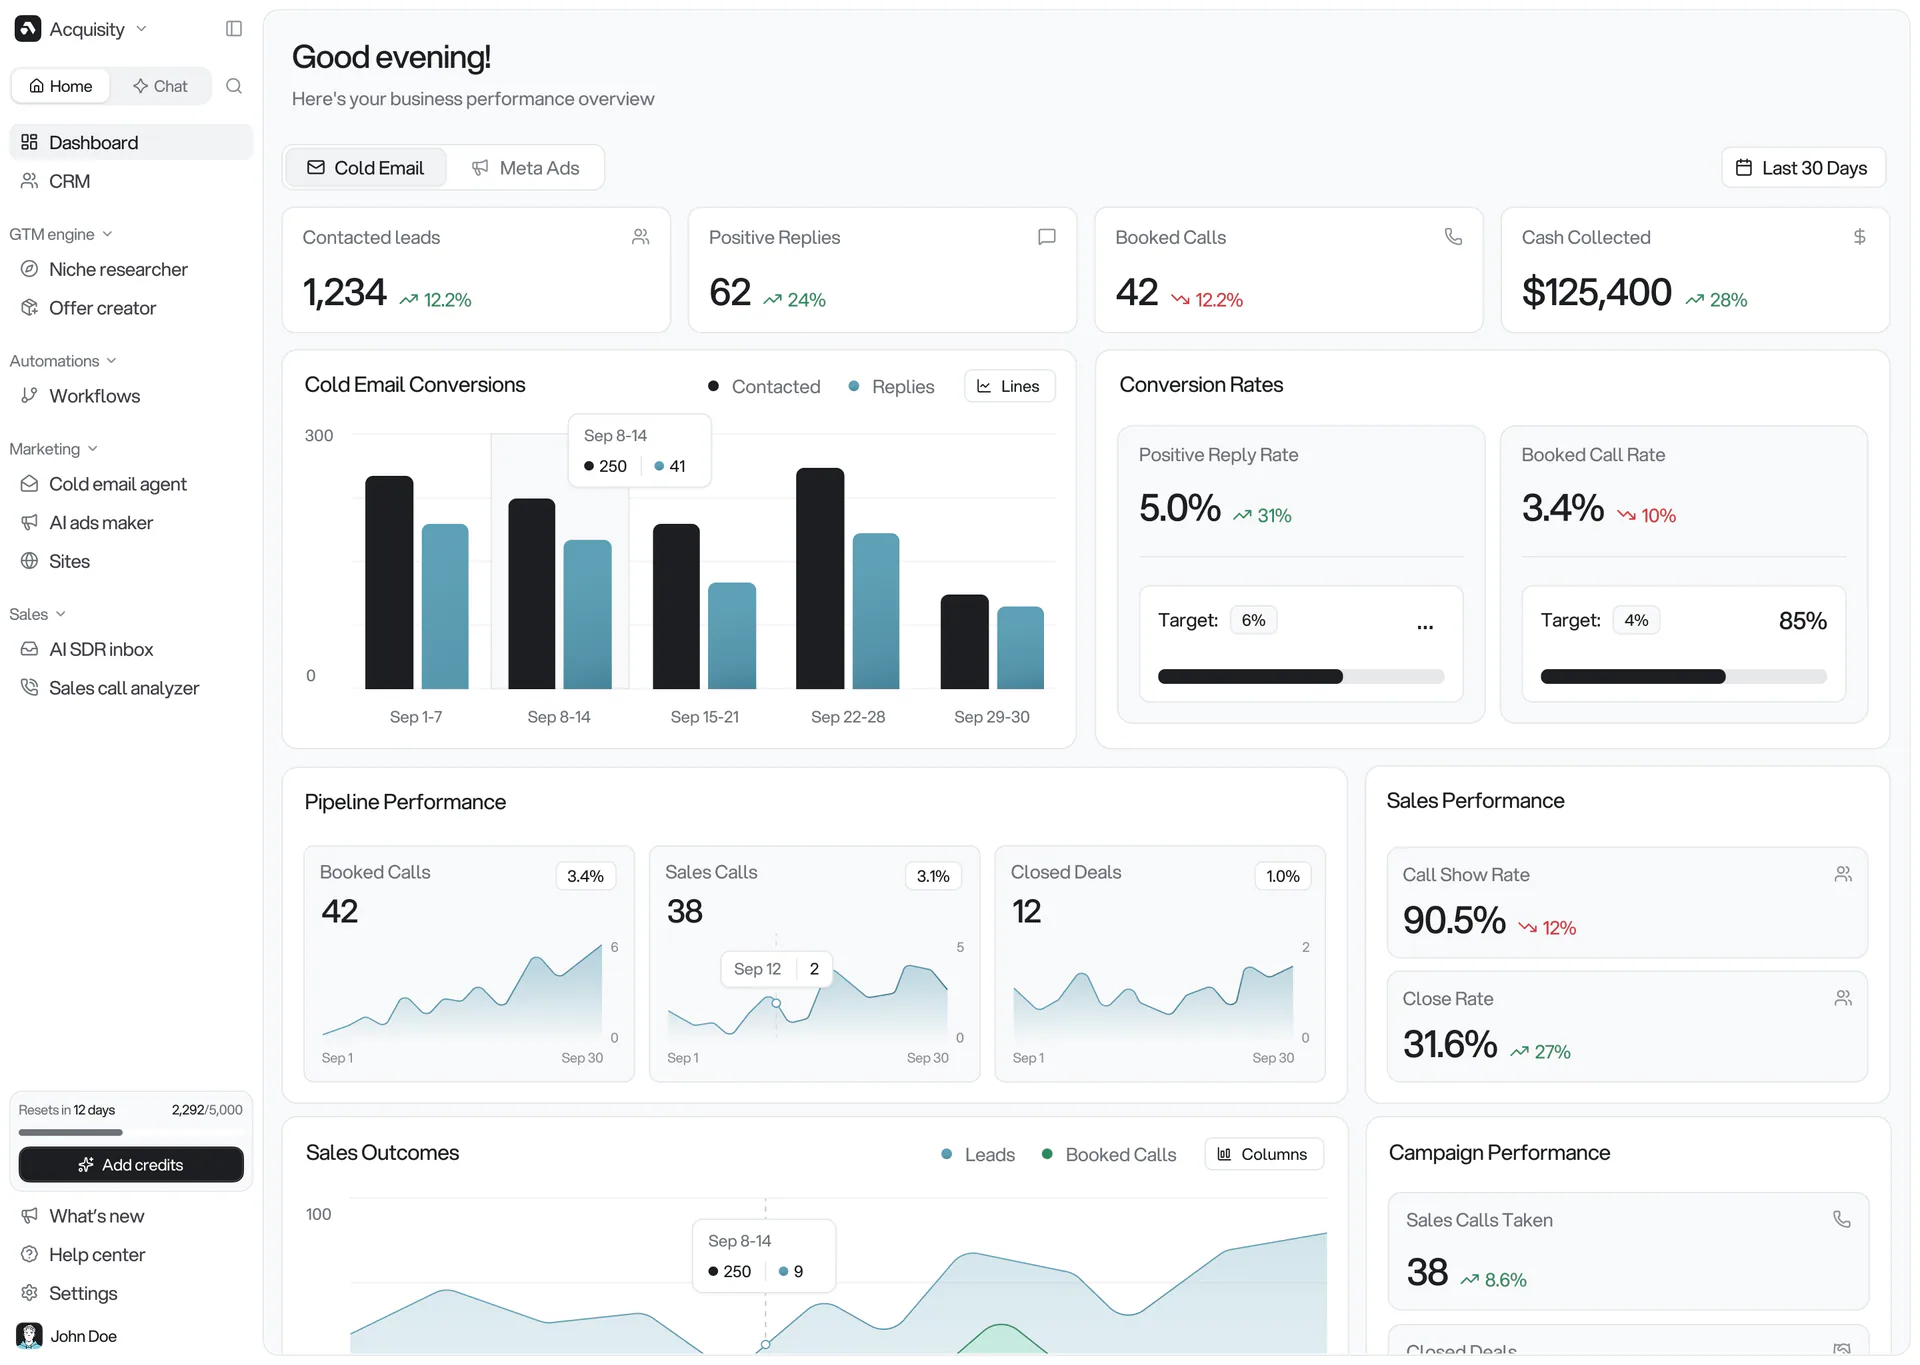 Acquisity
Home
Chat
Dashboard
CRM
GTM engine
Niche researcher
Offer creator
Automations
Workflows
Marketing
Cold email agent
AI ads maker
Sites
Sales
AI SDR inbox
Sales call analyzer
Resets in 12 days 2,292/5,000
Add credits
What's new
Help center
Settings
John Doe
Good evening!
Here's your business performance overview
Cold Email
Meta Ads
Last 30 Days
Contacted leads
1,234 12.2%
Positive Replies
62 24%
Booked Calls
42 12.2%
Cash Collected $
$125,400 28%
Cold Email Conversions
Contacted
Replies
Lines
300
0
Sep 8-14
250 41
Sep 1-7
Sep 8-14
Sep 15-21
Sep 22-28
Sep 29-30
Conversion Rates
Positive Reply Rate
5.0% 31%
Target: 6% ...
Booked Call Rate
3.4% 10%
Target: 4% 85%
Pipeline Performance
Booked Calls 3.4%
42
6
0
Sep 1 Sep 30
Sales Calls 3.1%
38
5
Sep 12 2
0
Sep 1 Sep 30
Closed Deals 1.0%
12
2
0
Sep 1 Sep 30
Sales Performance
Call Show Rate
90.5% 12%
Close Rate
31.6% 27%
Sales Outcomes
Leads
Booked Calls
Columns
100
Sep 8-14
250 9
Campaign Performance
Sales Calls Taken
38 8.6%
Closed Deals